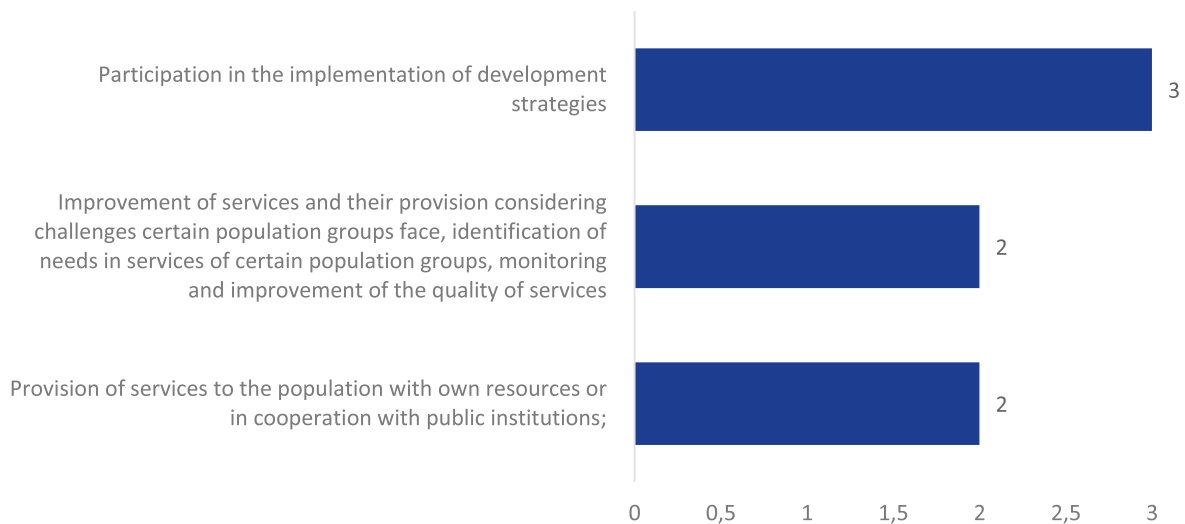 Participation in the implementation of development
strategies
3
Improvement of services and their provision considering
challenges certain population groups face, identification of
needs in services of certain population groups, monitoring
and improvement of the quality of services
2
Provision of services to the population with own resources or
in cooperation with public institutions;
2
0 0,5 1 1,5 2 2,5 3